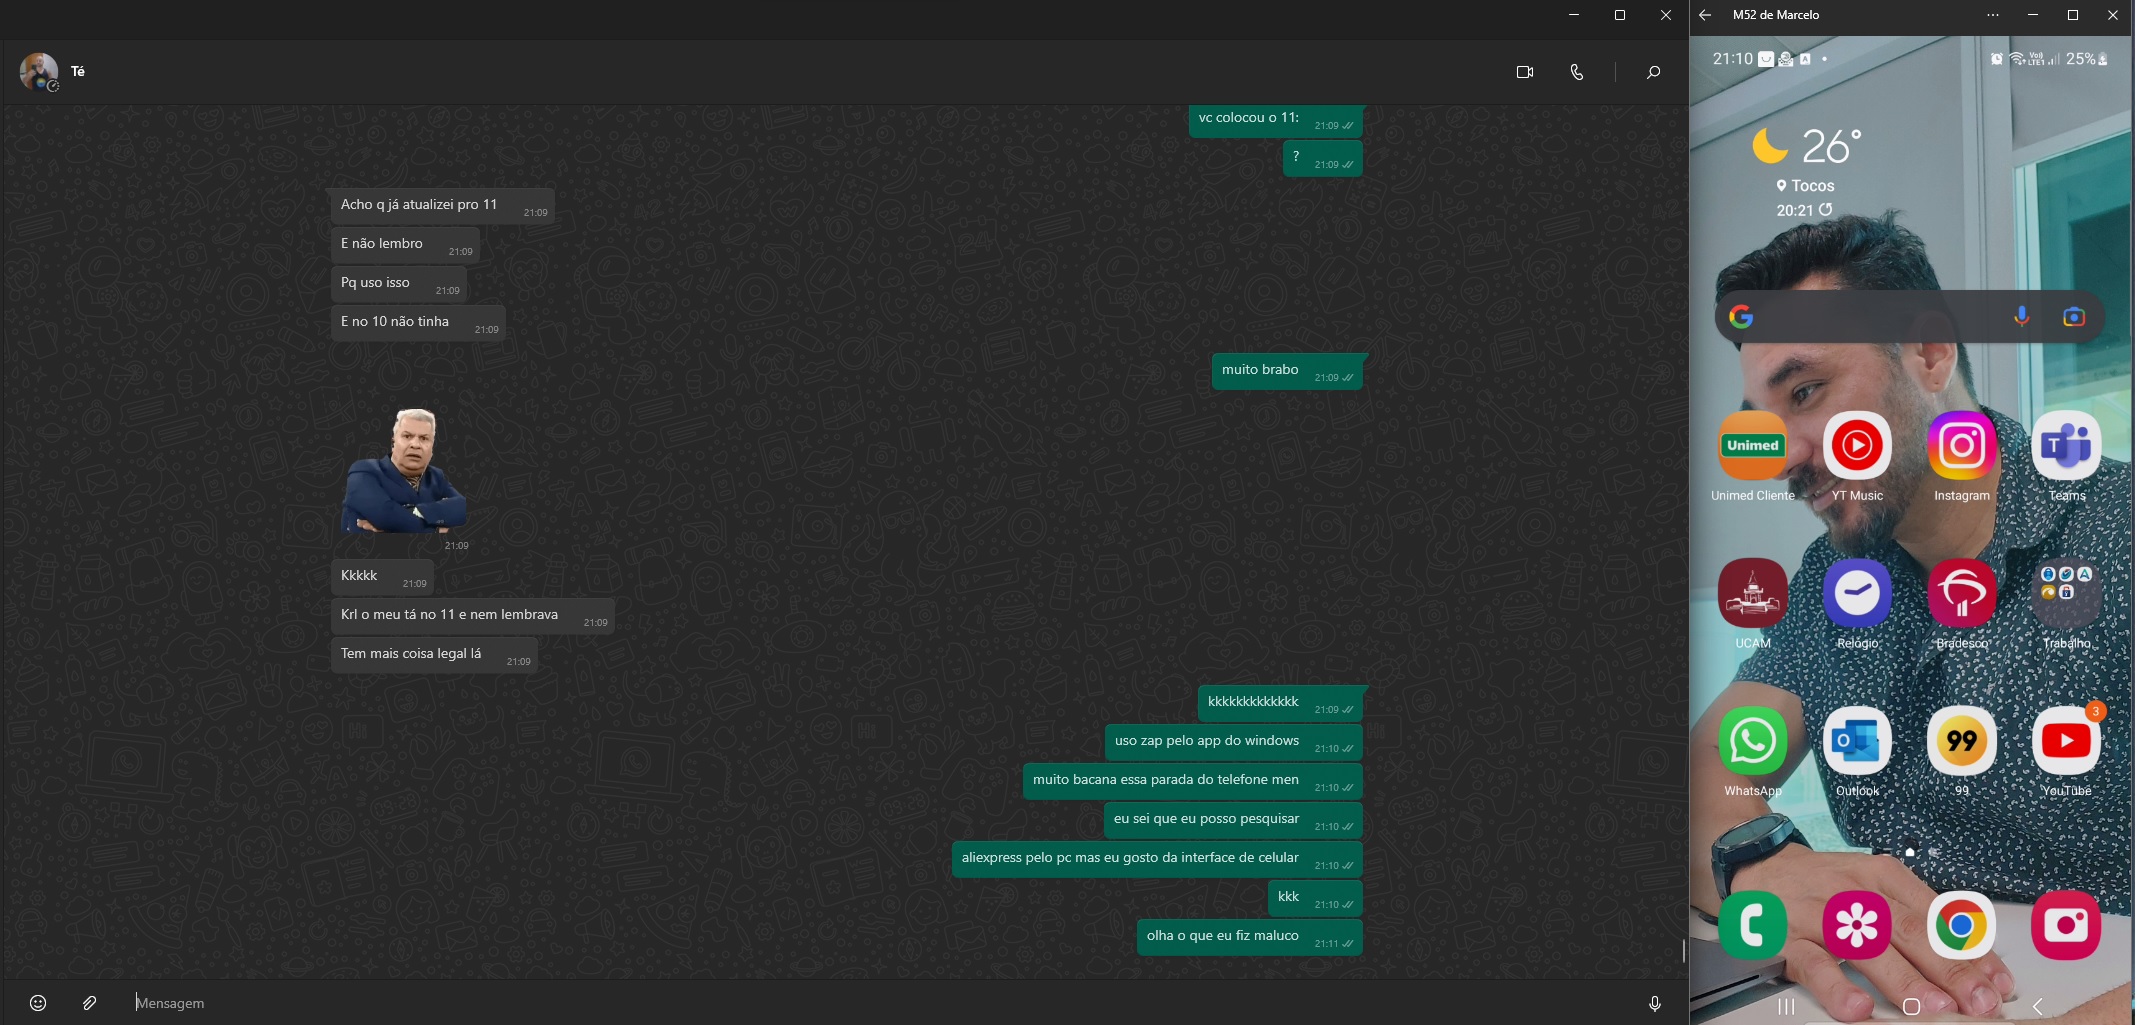 Té
vc colocou o 11:
21:09
?
21:09
Acho q já atualizei pro 11
21:09
E não lembro
21:09
Pq uso isso
21:09
E no 10 não tinha
21:09
muito brabo
21:09
21:09
Kkkkk
21:09
Krl o meu tá no 11 e nem lembrava
21:09
Tem mais coisa legal lá
21:09
kkkkkkkkkkkkk
21:09
uso zap pelo app do windows
21:10
muito bacana essa parada do telefone men
21:10
eu sei que eu posso pesquisar
21:10
aliexpress pelo pc mas eu gosto da interface de celular
21:10
kkk
21:10
olha o que eu fiz maluco
21:11
Mensagem
M52 de Marcelo
21:10
25%
26°
Tocos
20:21
Unimed
Unimed Cliente
YT Music
Instagram
Teams
UCAM
Relógio
Bradesco
Trabalho
3
99
WhatsApp
Outlook
99
YouTube